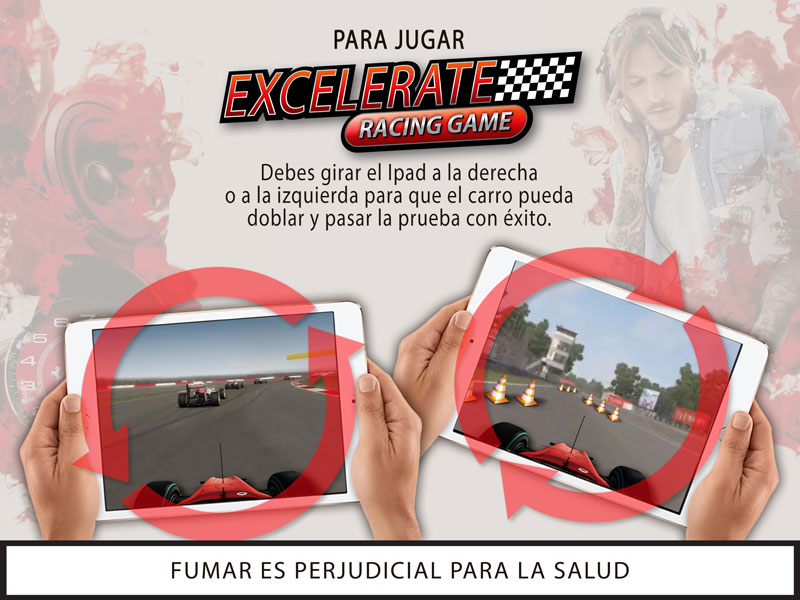 PARA JUGAR
EXCELERATE
RACING GAME
Debes girar el Ipad a la derecha
o a la izquierda para que el carro pueda
doblar y pasar la prueba con éxito.
FUMAR ES PERJUDICIAL PARA LA SALUD